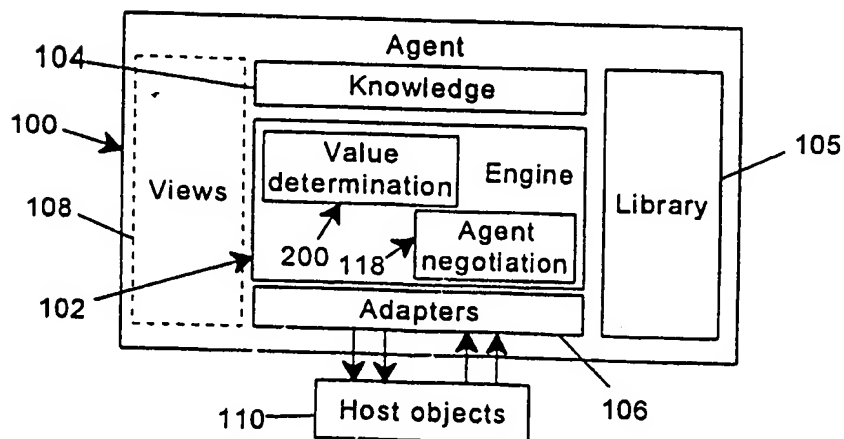 Agent
104
Knowledge
100
105
Value
determination
Engine
Views
Library
108
200
118
Agent
negotiation
102
Adapters
106
110
Host objects